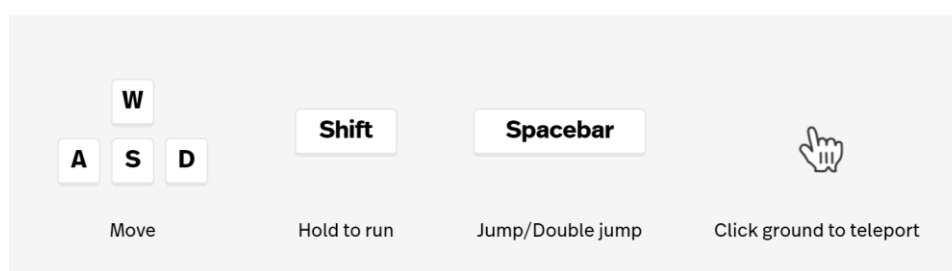 W
A S D
Move
Shift
Hold to run
Spacebar
Jump/Double jump
Click ground to teleport